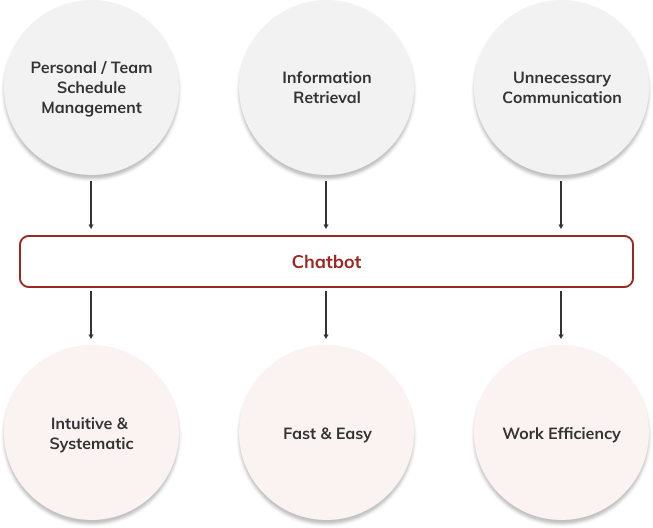 Personal / Team
Schedule
Management
Information
Retrieval
Unnecessary
Communication
Chatbot
Intuitive &
Systematic
Fast & Easy
Work Efficiency